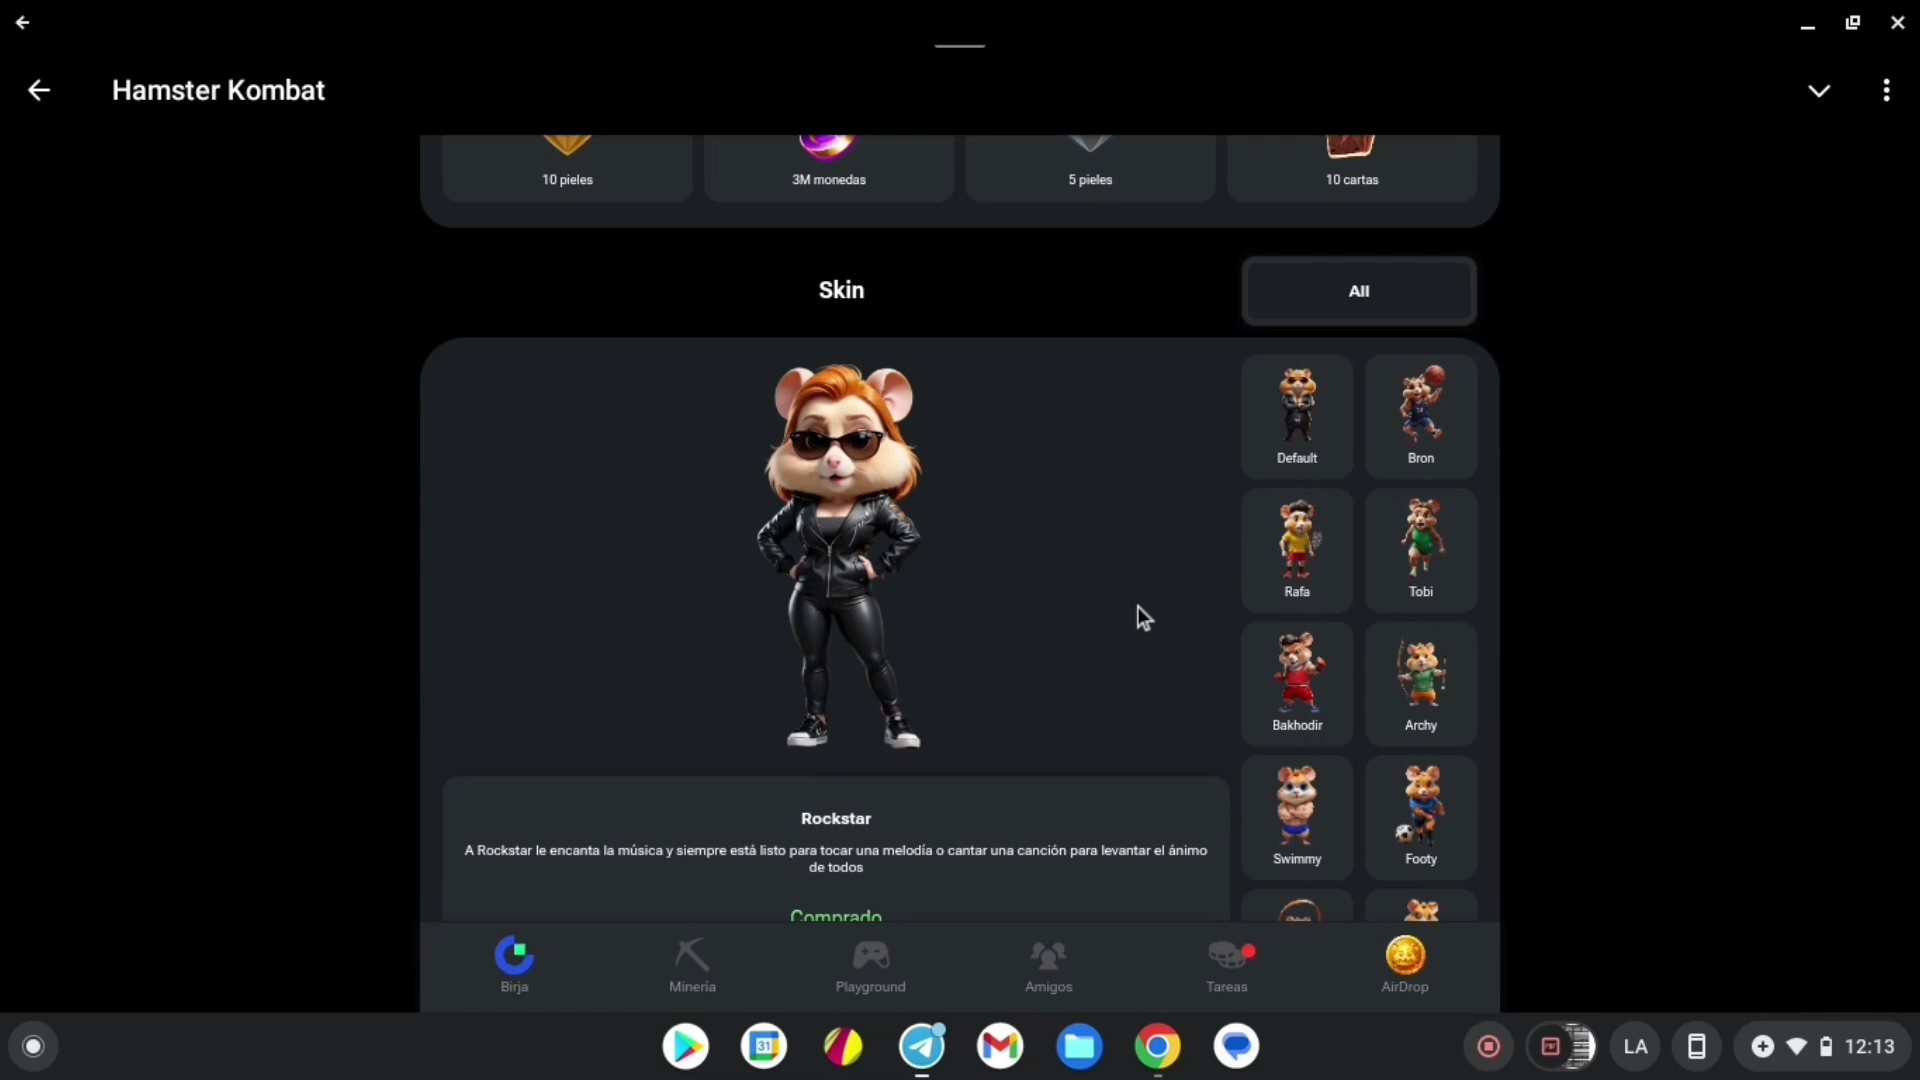 Hamster Kombat
10 pieles
3M monedas
5 pieles
10 cartas
Skin
All
Default
Bron
Rafa
Tobi
Bakhodir
Archy
Swimmy
Footy
Rockstar
A Rockstar le encanta la música y siempre está listo para tocar una melodía o cantar una canción para levantar el ánimo
de todos
Comprado
Birja
Mineria
Playground
Amigos
Tareas
AirDrop
31
LA
12:13